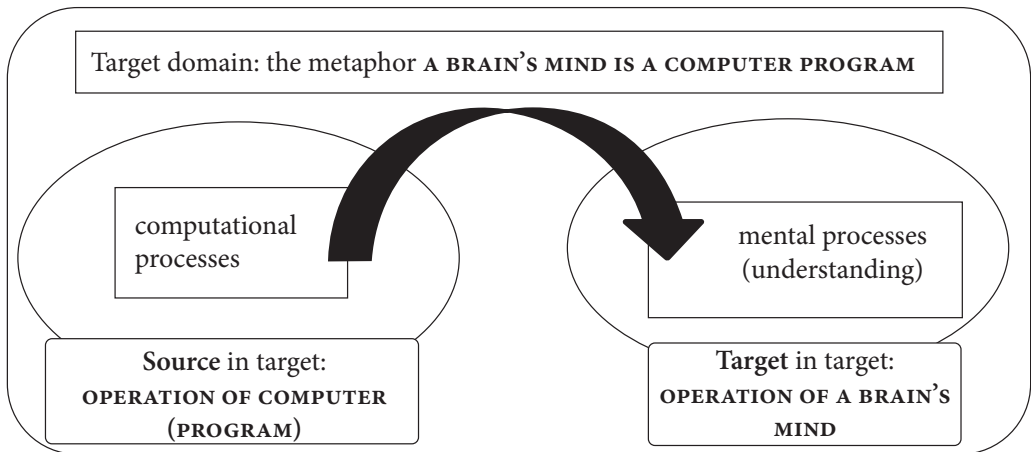 Target domain: the metaphor A BRAIN’S MIND IS A COMPUTER PROGRAM
computational
processes
mental processes
(understanding)
Source in target:
OPERATION OF COMPUTER
(PROGRAM)
Target in target:
OPERATION OF A BRAIN’S
MIND